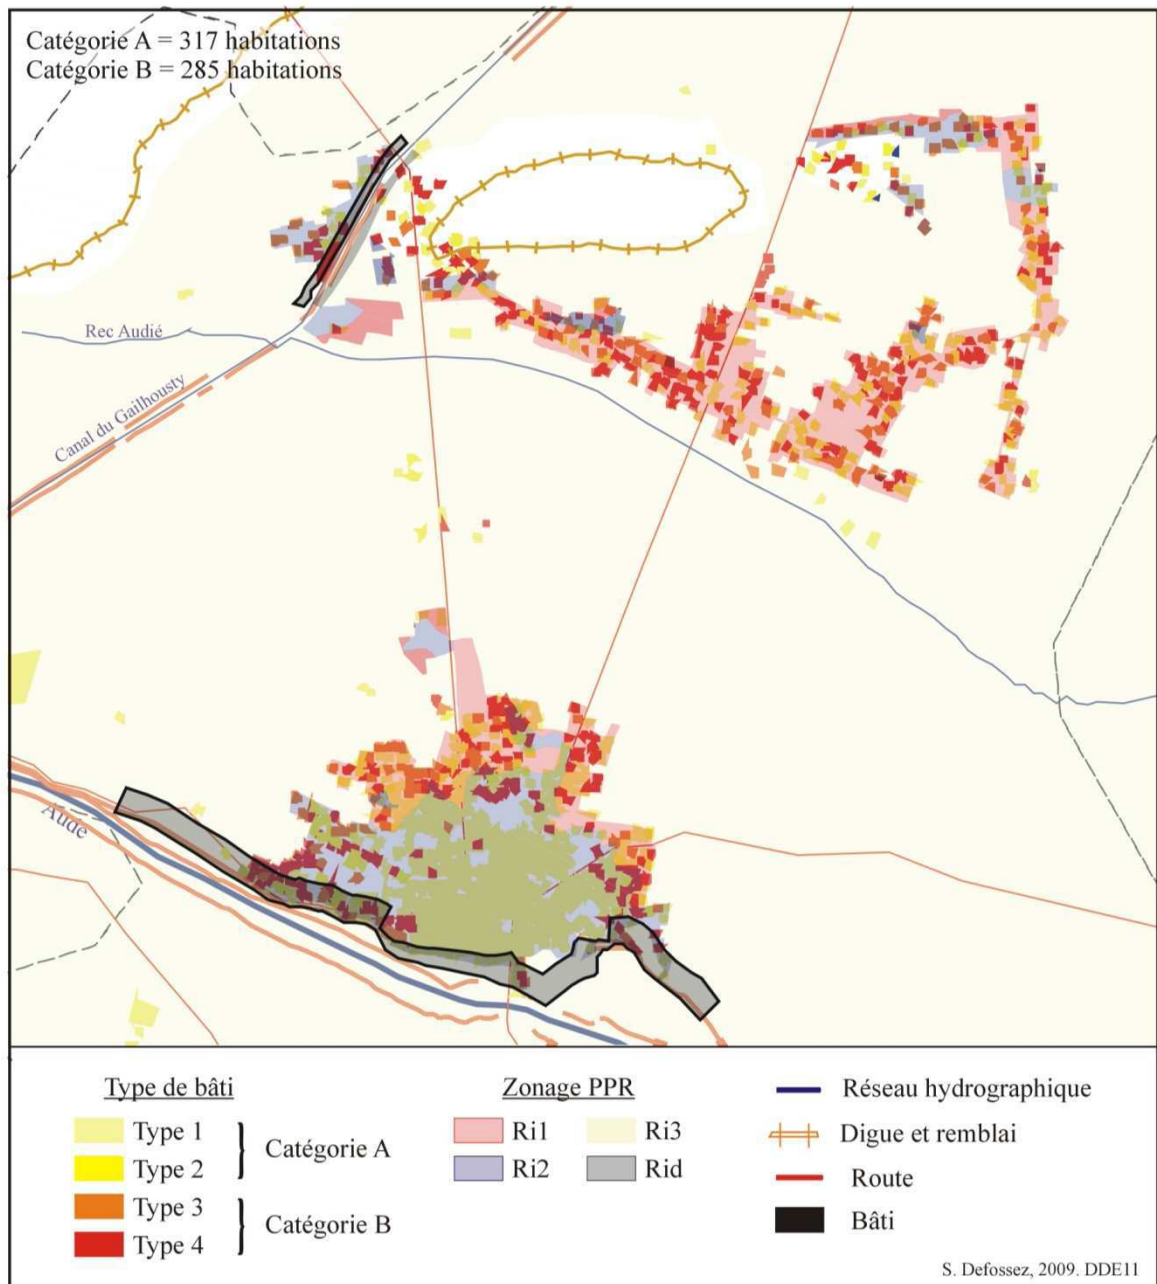 Catégorie A = 317 habitations
Catégorie B = 285 habitations
Rec Audié
Canal du Gailhousty
Aude
Type de bâti
Type 1
Type 2
Catégorie A
Type 3
Type 4
Catégorie B
Zonage PPR
Ri1
Ri3
Ri2
Rid
Réseau hydrographique
Digue et remblai
Route
Bâti
S. Defossez, 2009. DDE11